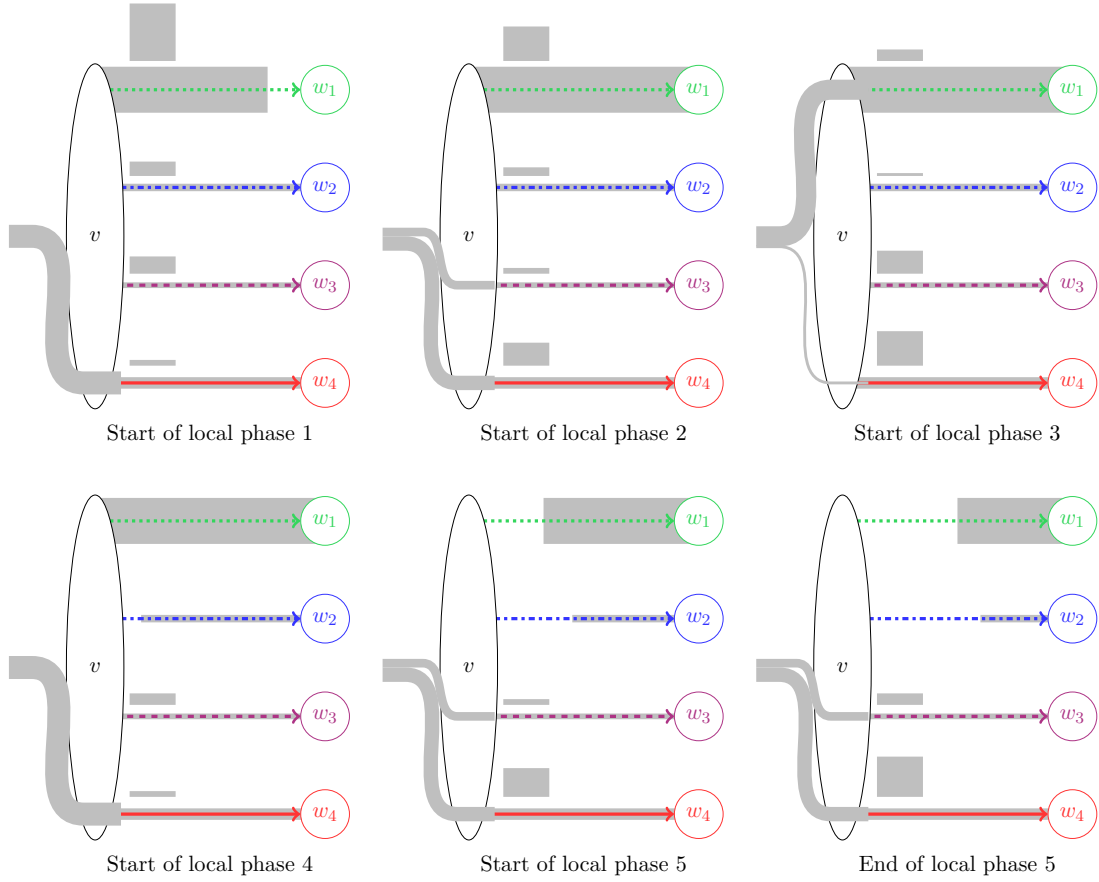 w₁ w₁ w₁
w₂ w₂ w₂
v v v
w₃ w₃ w₃
w₄ w₄ w₄
Start of local phase 1 Start of local phase 2 Start of local phase 3
w₁ w₁ w₁
w₂ w₂ w₂
v v v
w₃ w₃ w₃
w₄ w₄ w₄
Start of local phase 4 Start of local phase 5 End of local phase 5